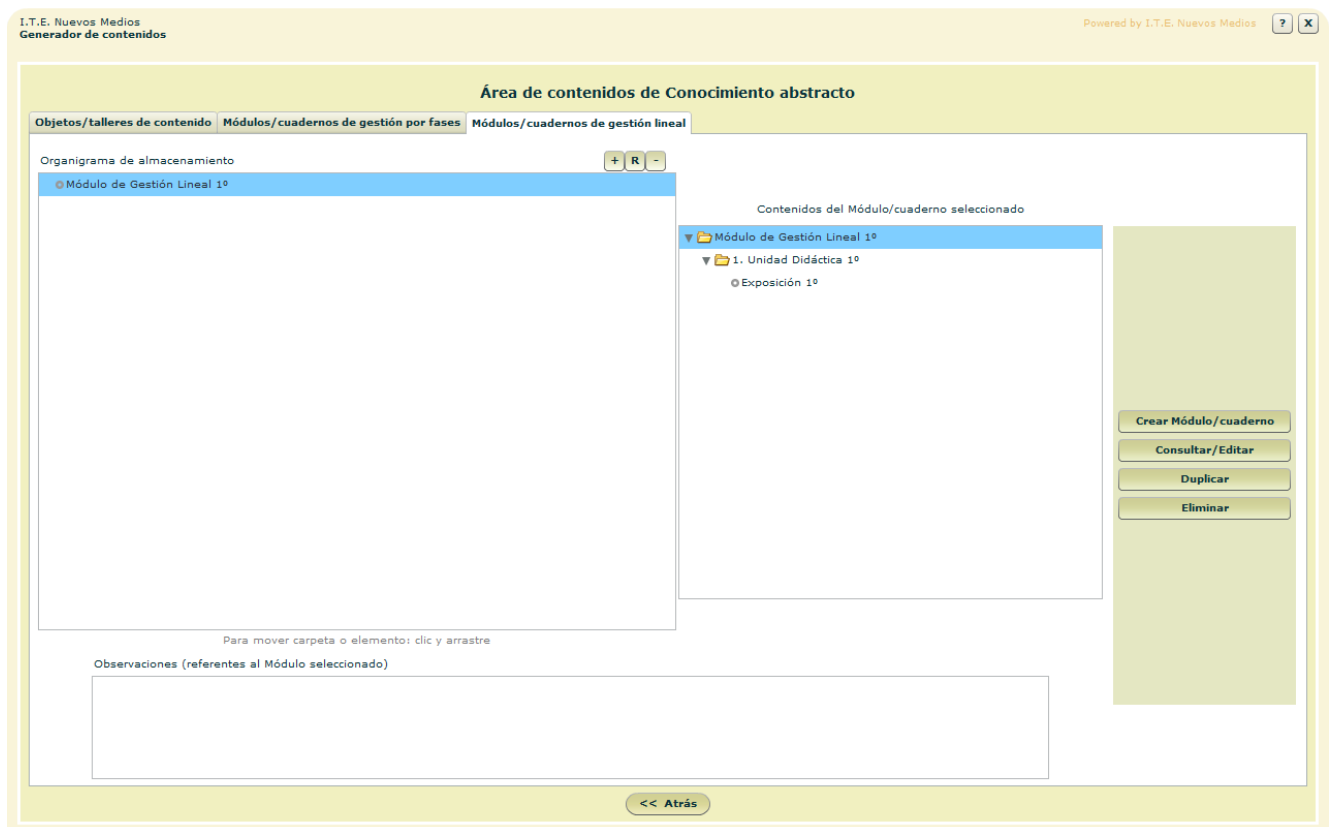 I.T.E. Nuevos Medios
Generador de contenidos
Powered by I.T.E. Nuevos Medios
?
X
Área de contenidos de Conocimiento abstracto
Objetos/talleres de contenido
Módulos/cuadernos de gestión por fases
Módulos/cuadernos de gestión lineal
Organigrama de almacenamiento
+
R
-
Módulo de Gestión Lineal 1º
Contenidos del Módulo/cuaderno seleccionado
Módulo de Gestión Lineal 1º
1. Unidad Didáctica 1º
Exposición 1º
Crear Módulo/cuaderno
Consultar/Editar
Duplicar
Eliminar
Para mover carpeta o elemento: clic y arrastre
Observaciones (referentes al Módulo seleccionado)
<< Atrás